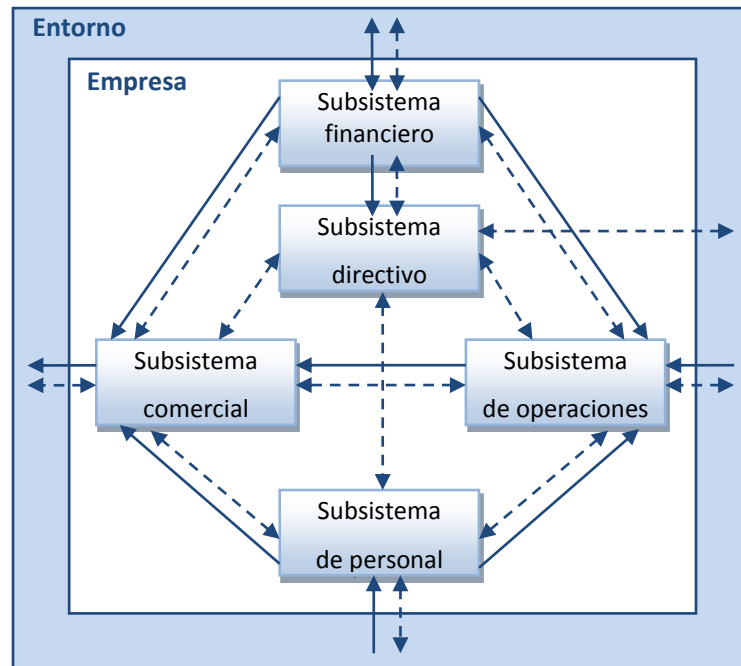 Entorno
Empresa
Subsistema
financiero
Subsistema
directivo
Subsistema
comercial
Subsistema
de operaciones
Subsistema
de personal